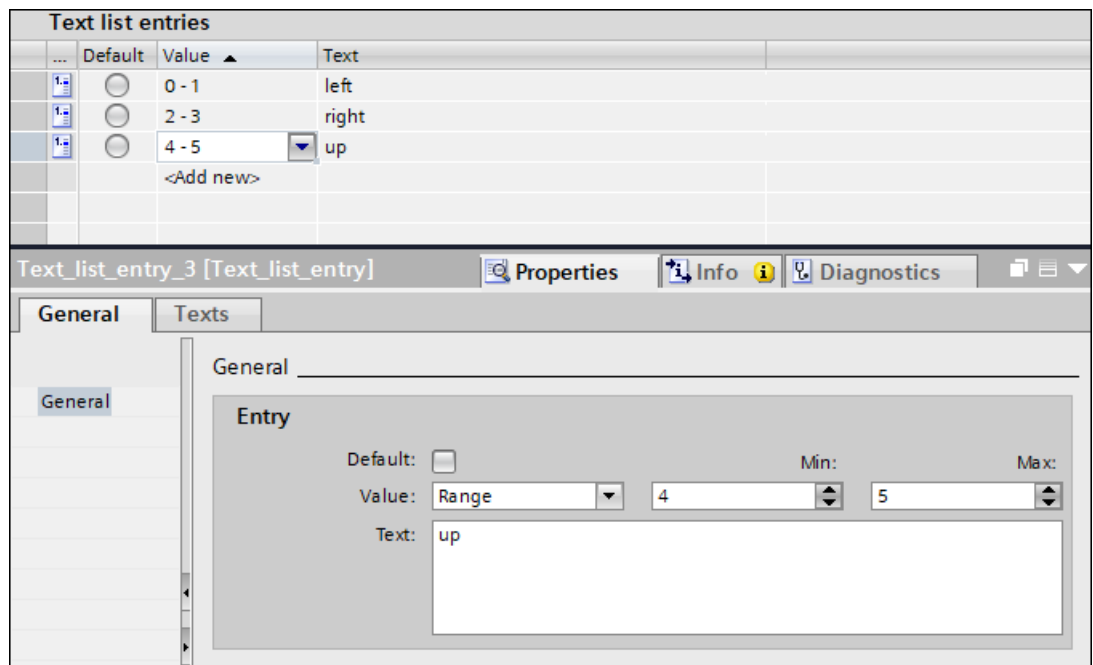 Text list entries
... Default Value Text
0 - 1 left
2 - 3 right
4 - 5 up
<Add new>
Text_list_entry_3 [Text_list_entry] Properties Info Diagnostics
General Texts
General
General
Entry
Default: Min: Max:
Value: Range 4 5
Text: up